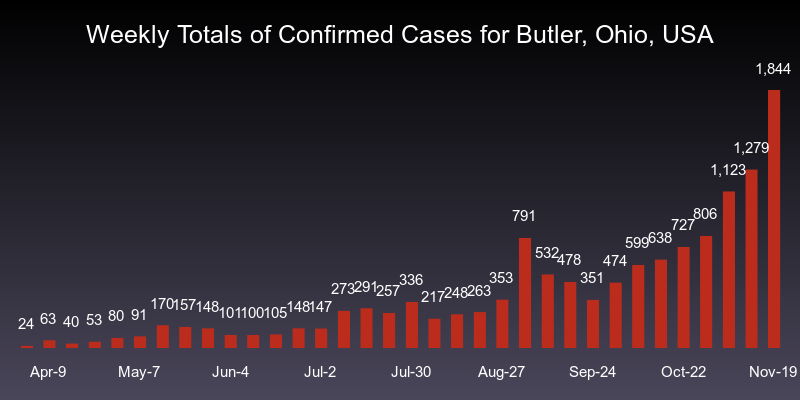 Weekly Totals of Confirmed Cases for Butler, Ohio, USA
24 63 40 53 80 91 170 157 148 101 100 105 148 147 273 291 257 336 217 248 263 353 791 532 478 351 474 599 638 727 806 1,123 1,279 1,844
Apr-9 May-7 Jun-4 Jul-2 Jul-30 Aug-27 Sep-24 Oct-22 Nov-19